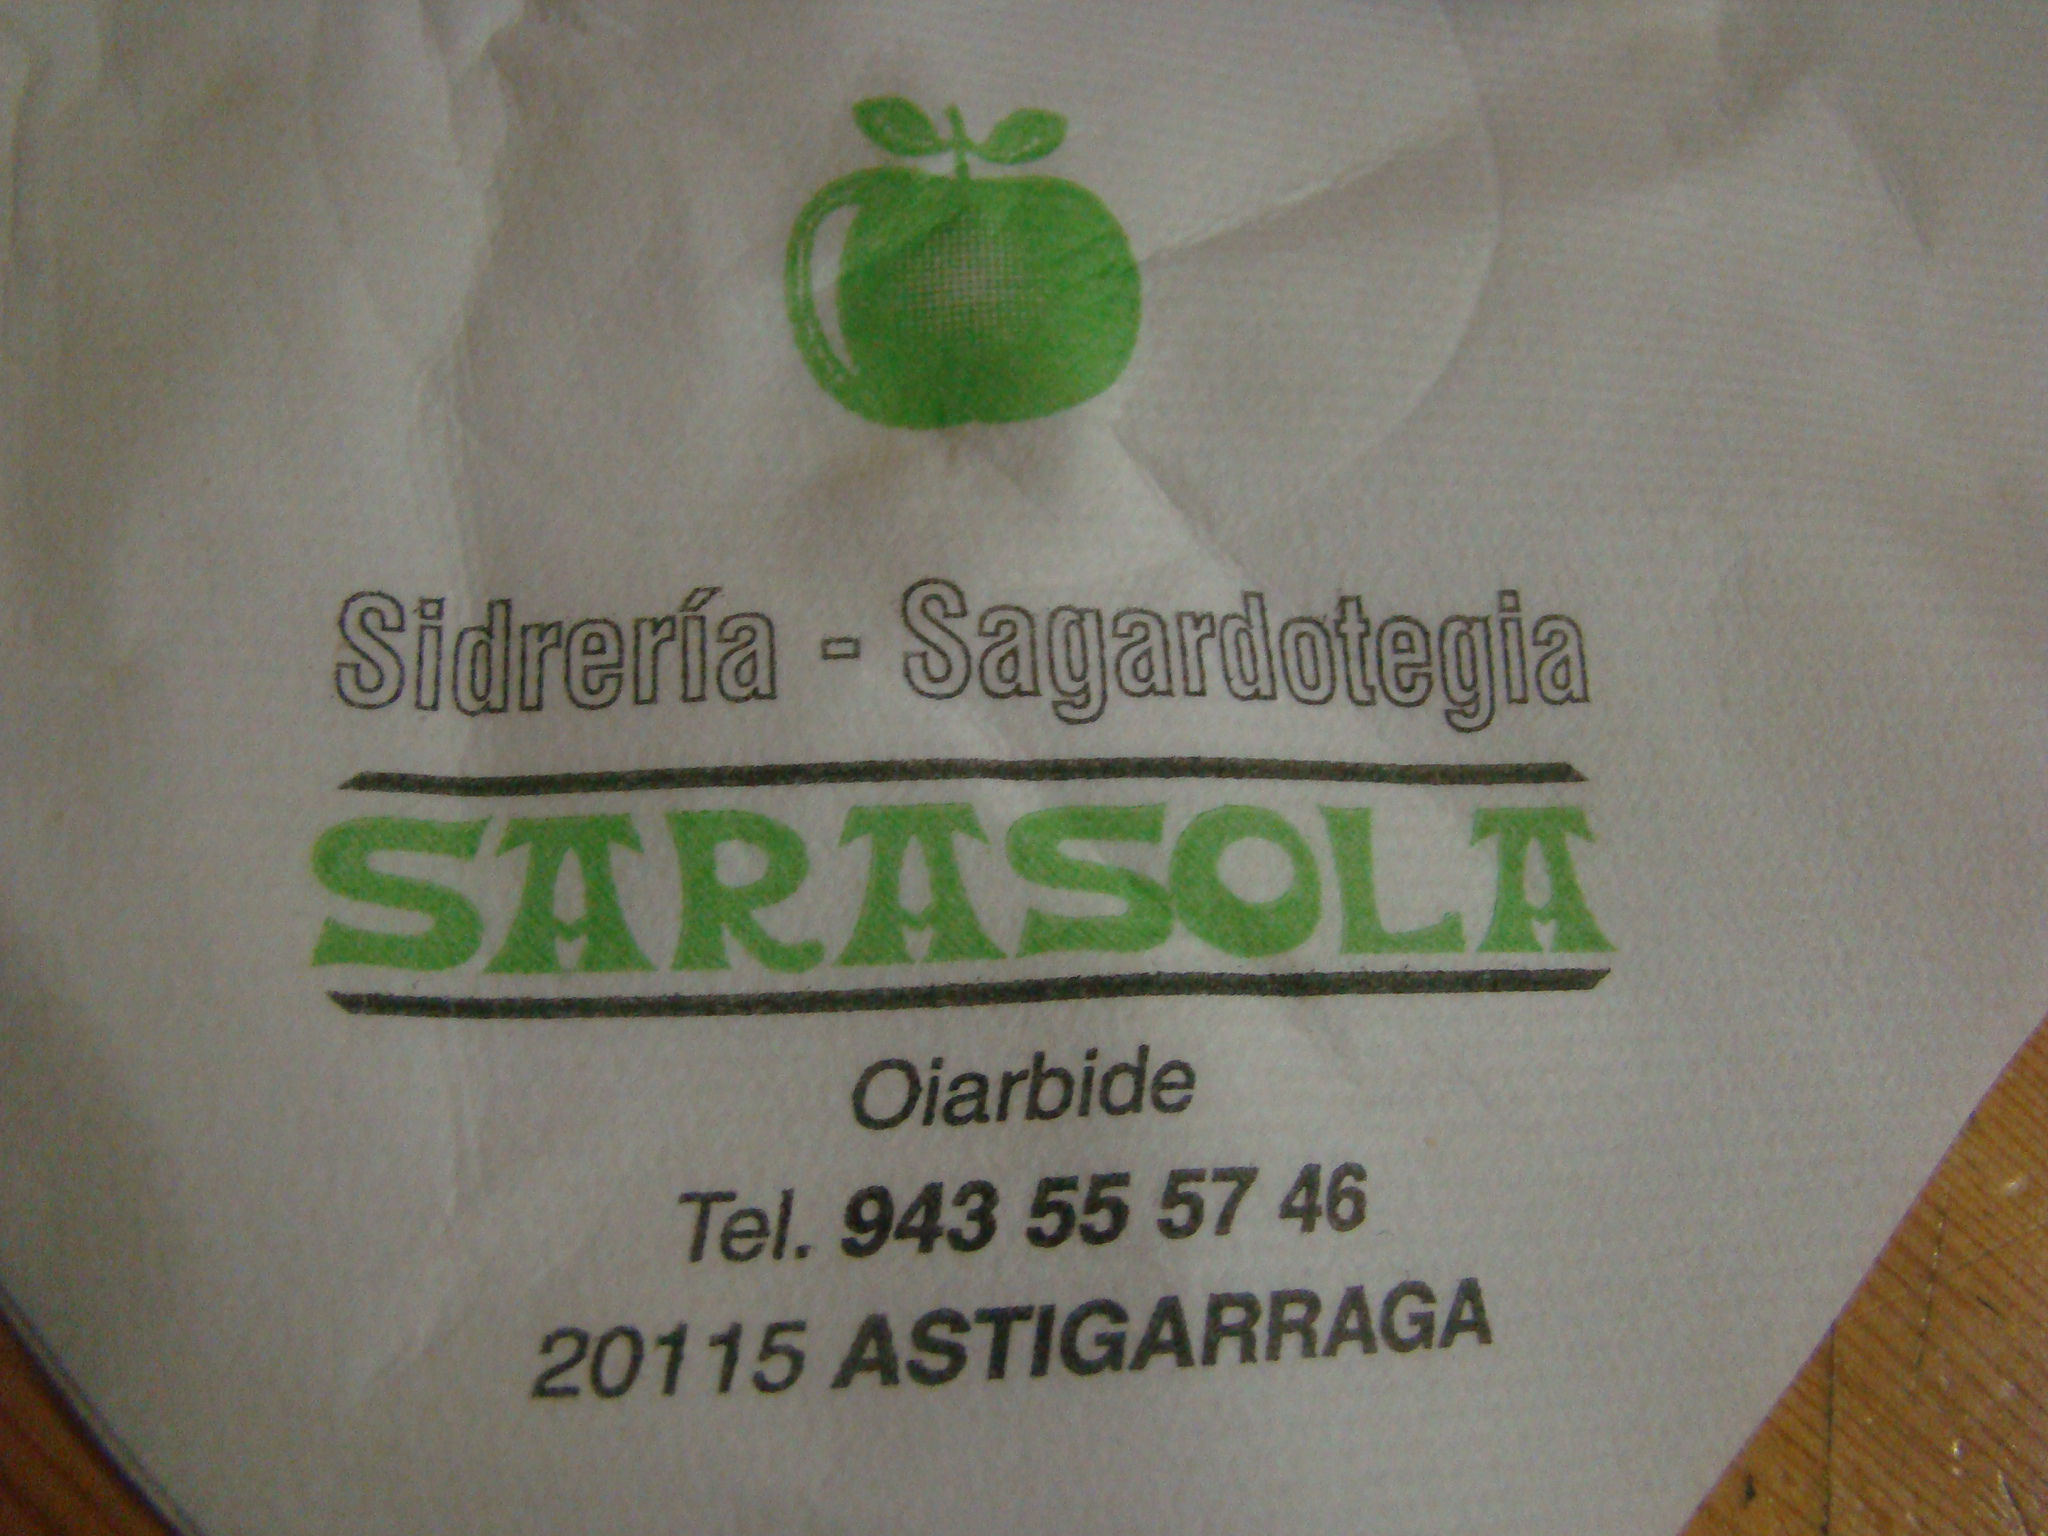 Sidrería - Sagardotegia
SARASOLA
Oiarbide
Tel. 943 55 57 46
20115 ASTIGARRAGA